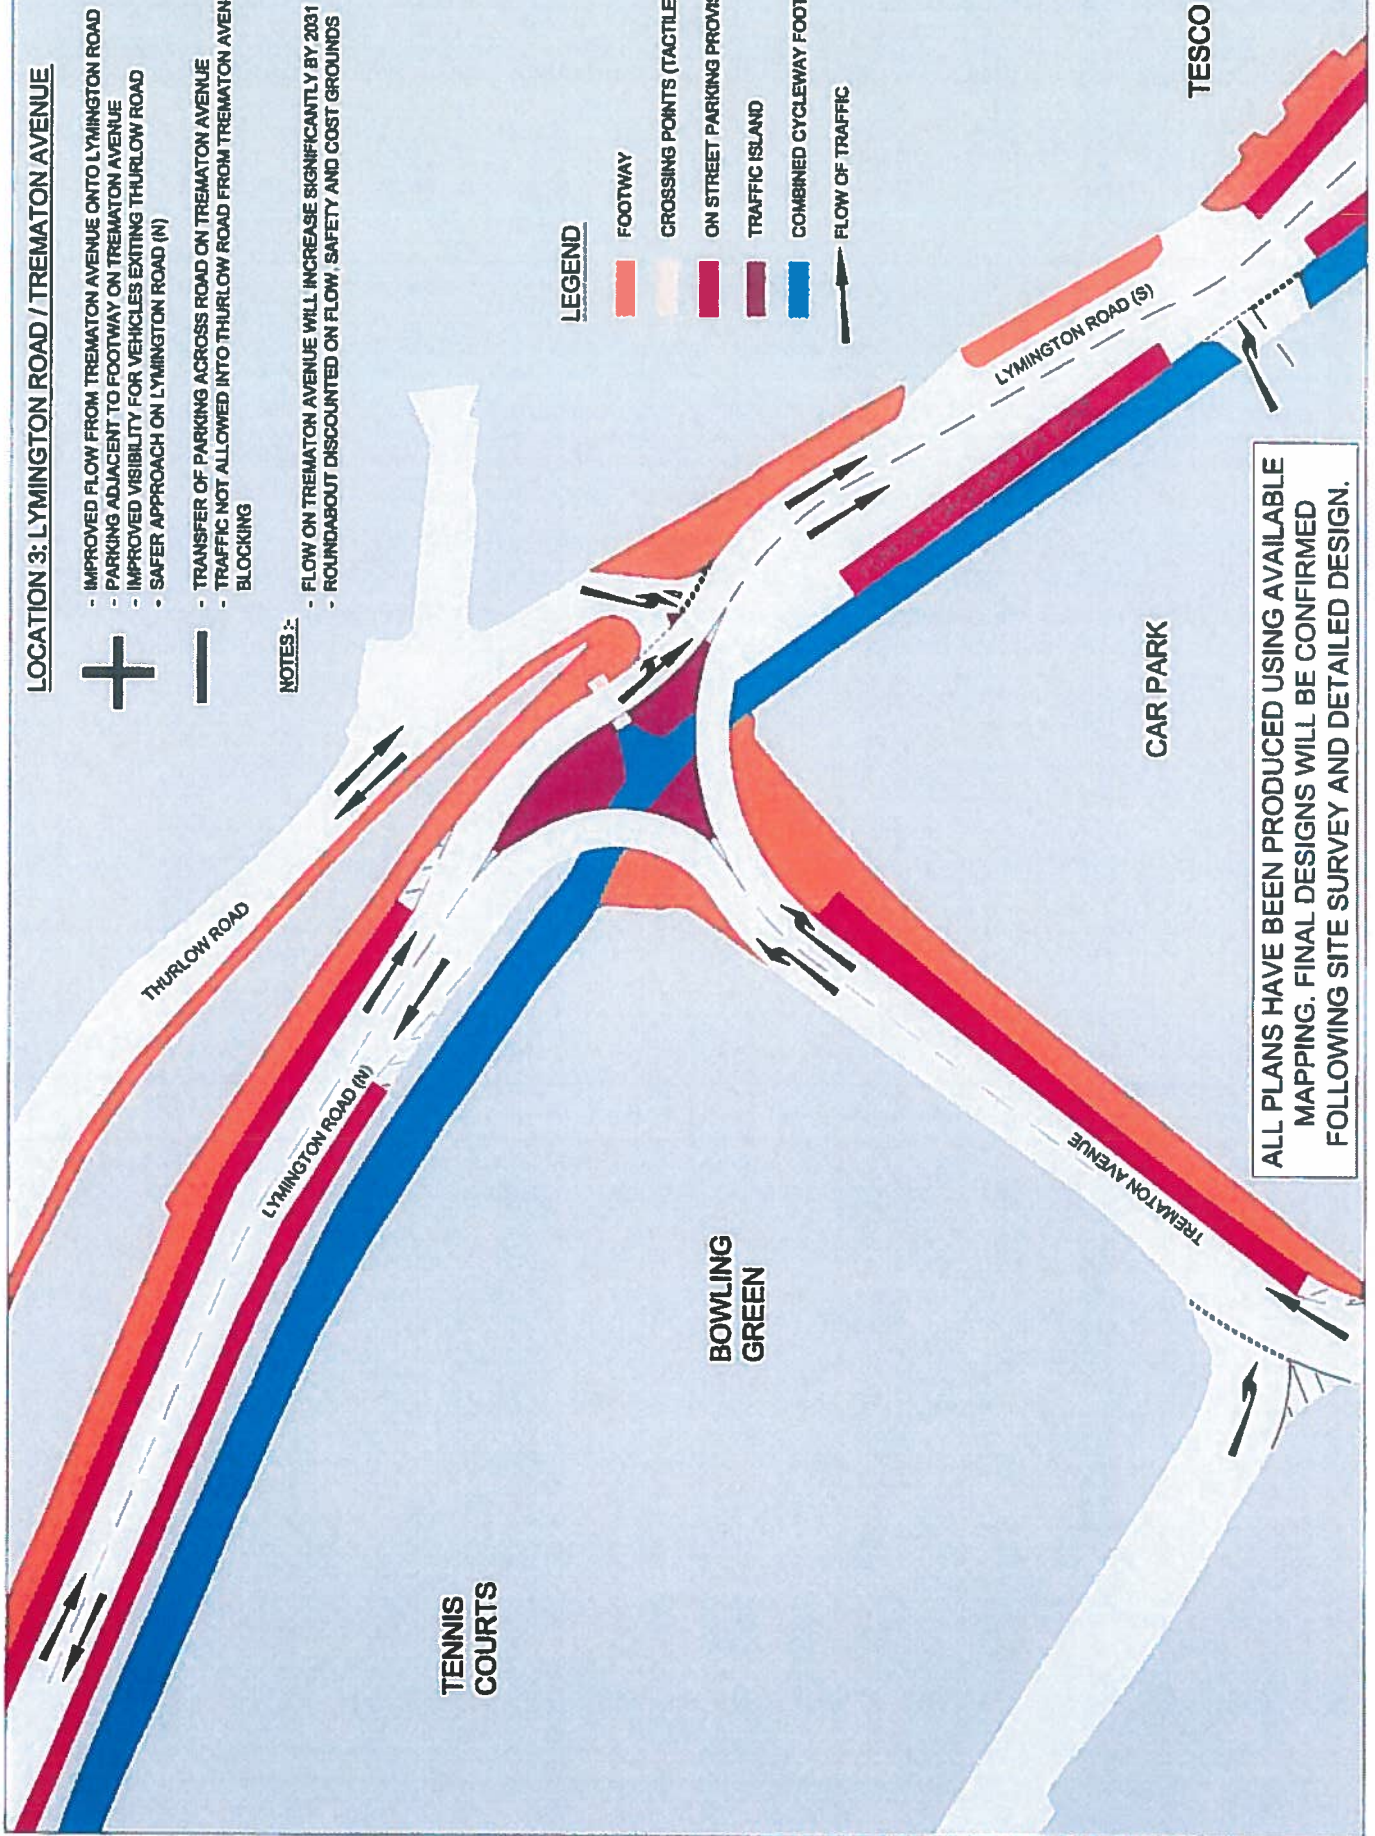 LOCATION 3: LYMINGTON ROAD / TREMATON AVENUE
- IMPROVED FLOW FROM TREMATON AVENUE ONTO LYMINGTON ROAD
- PARKING ADJACENT TO FOOTWAY ON TREMATON AVENUE
- IMPROVED VISIBILITY FOR VEHICLES EXITING THURLOW ROAD
- SAFER APPROACH ON LYMINGTON ROAD (N)
- TRANSFER OF PARKING ACROSS ROAD ON TREMATON AVENUE
- TRAFFIC NOT ALLOWED INTO THURLOW ROAD FROM TREMATON AVEN
BLOCKING
NOTES :-
- FLOW ON TREMATON AVENUE WILL INCREASE SIGNIFICANTLY BY 2031
- ROUNDABOUT DISCOUNTED ON FLOW, SAFETY AND COST GROUNDS
LEGEND
FOOTWAY
CROSSING POINTS (TACTILE
ON STREET PARKING PROVIS
TRAFFIC ISLAND
COMBINED CYCLEWAY FOOT
FLOW OF TRAFFIC
THURLOW ROAD
LYMINGTON ROAD (N)
LYMINGTON ROAD (S)
TREMATON AVENUE
TENNIS
COURTS
BOWLING
GREEN
CAR PARK
TESCO
ALL PLANS HAVE BEEN PRODUCED USING AVAILABLE
MAPPING. FINAL DESIGNS WILL BE CONFIRMED
FOLLOWING SITE SURVEY AND DETAILED DESIGN.